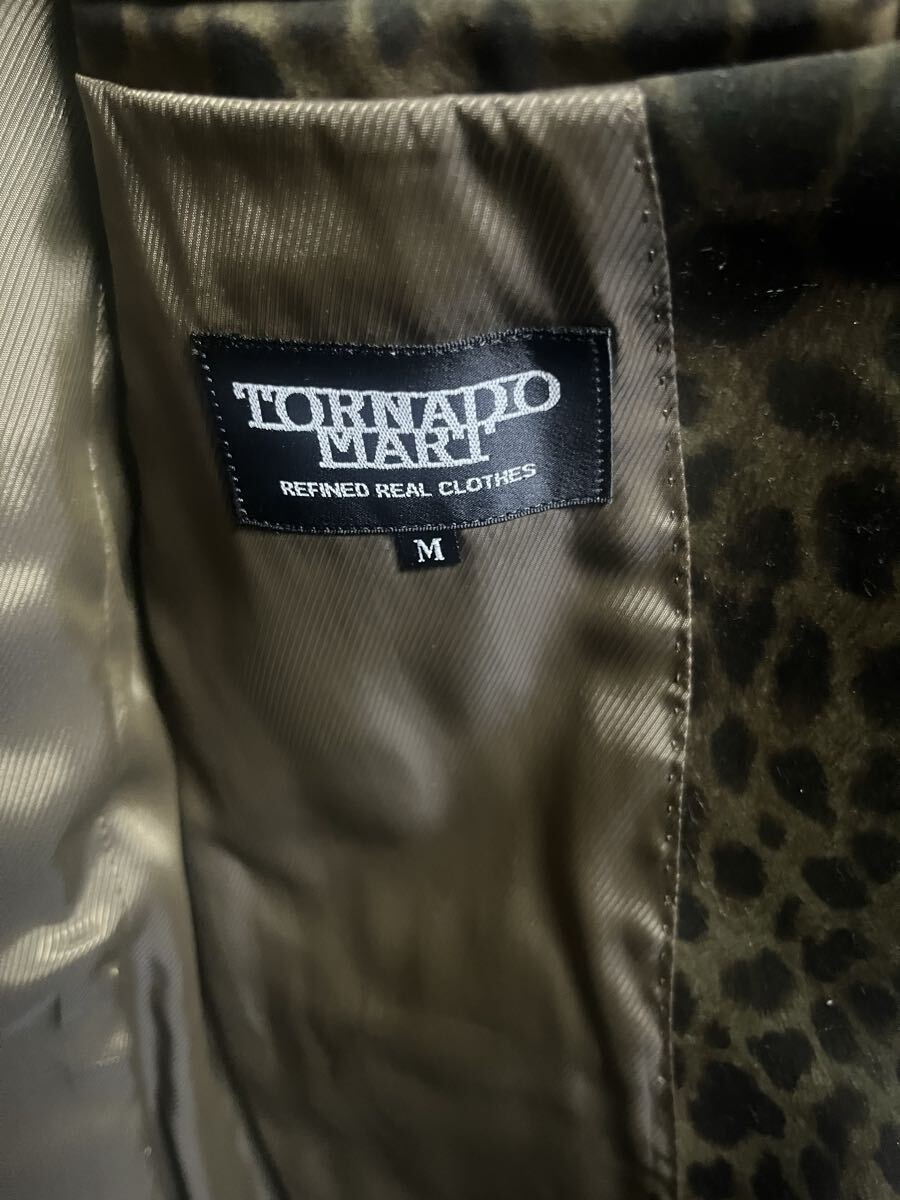 TORNADO
MART
REFINED REAL CLOTHES
M